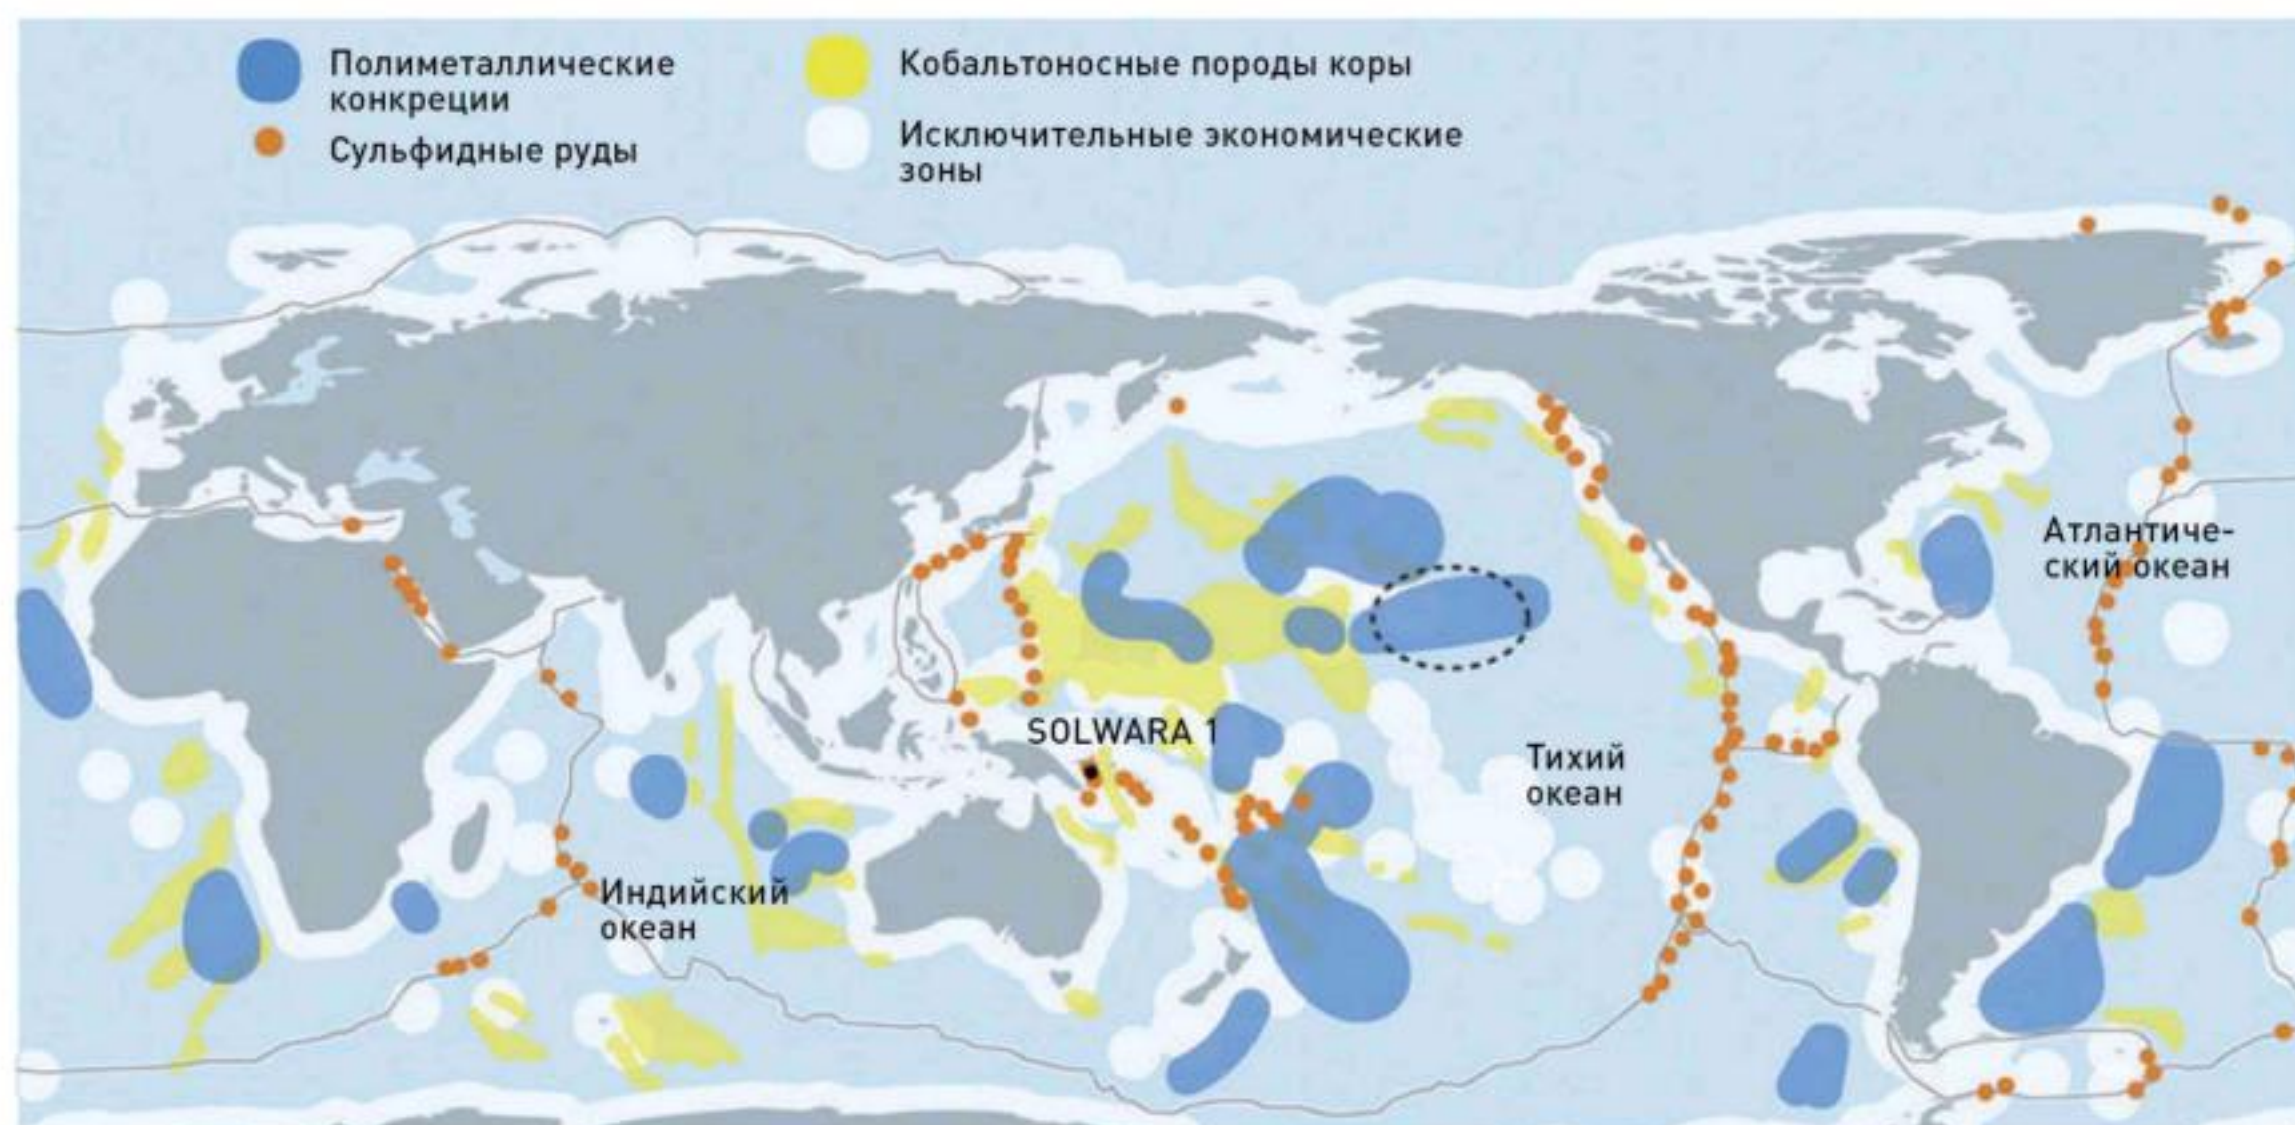 Полиметаллические
конкреции
Сульфидные руды
Кобальтоносные породы коры
Исключительные экономические
зоны
Атлантиче-
ский океан
SOLWARA 1
Тихий
океан
Индийский
океан